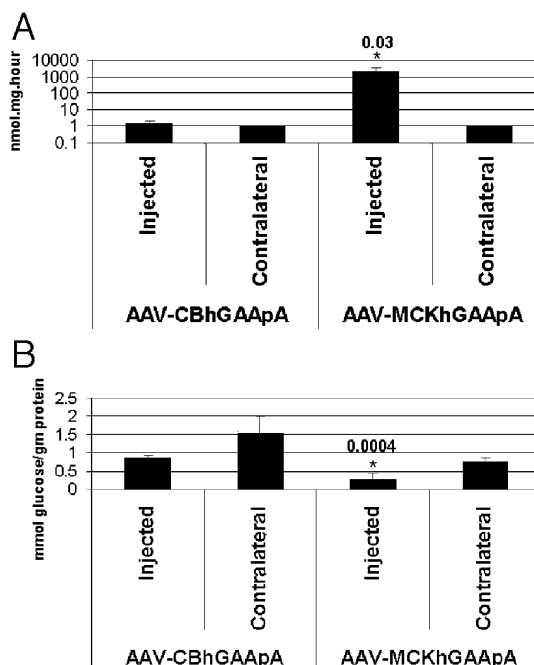 A
0.03
*
10000
1000
100
10
1
0.1
nmol.mg.hour
Injected
Contralateral
Injected
Contralateral
AAV-CBhGAApA
AAV-MCKhGAApA
B
2.5
2
1.5
1
0.5
0
mmol glucose/gm protein
0.0004
*
Injected
Contralateral
Injected
Contralateral
AAV-CBhGAApA
AAV-MCKhGAApA